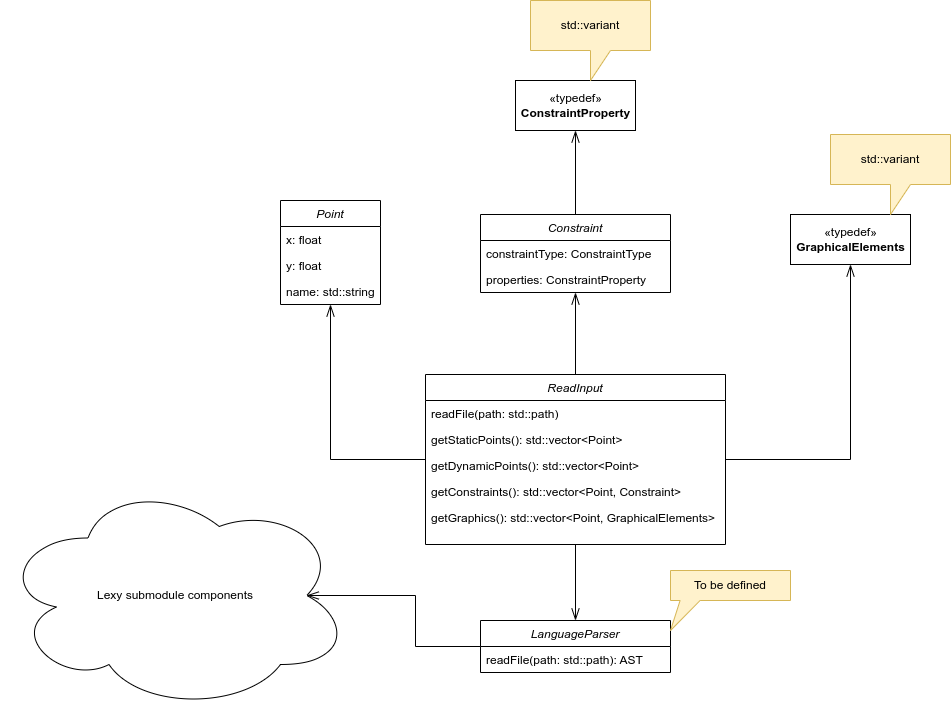 std::variant
«typedef»
ConstraintProperty
std::variant
«typedef»
GraphicalElements
Point
x: float
y: float
name: std::string
Constraint
constraintType: ConstraintType
properties: ConstraintProperty
ReadInput
readFile(path: std::path)
getStaticPoints(): std::vector<Point>
getDynamicPoints(): std::vector<Point>
getConstraints(): std::vector<Point, Constraint>
getGraphics(): std::vector<Point, GraphicalElements>
Lexy submodule components
To be defined
LanguageParser
readFile(path: std::path): AST